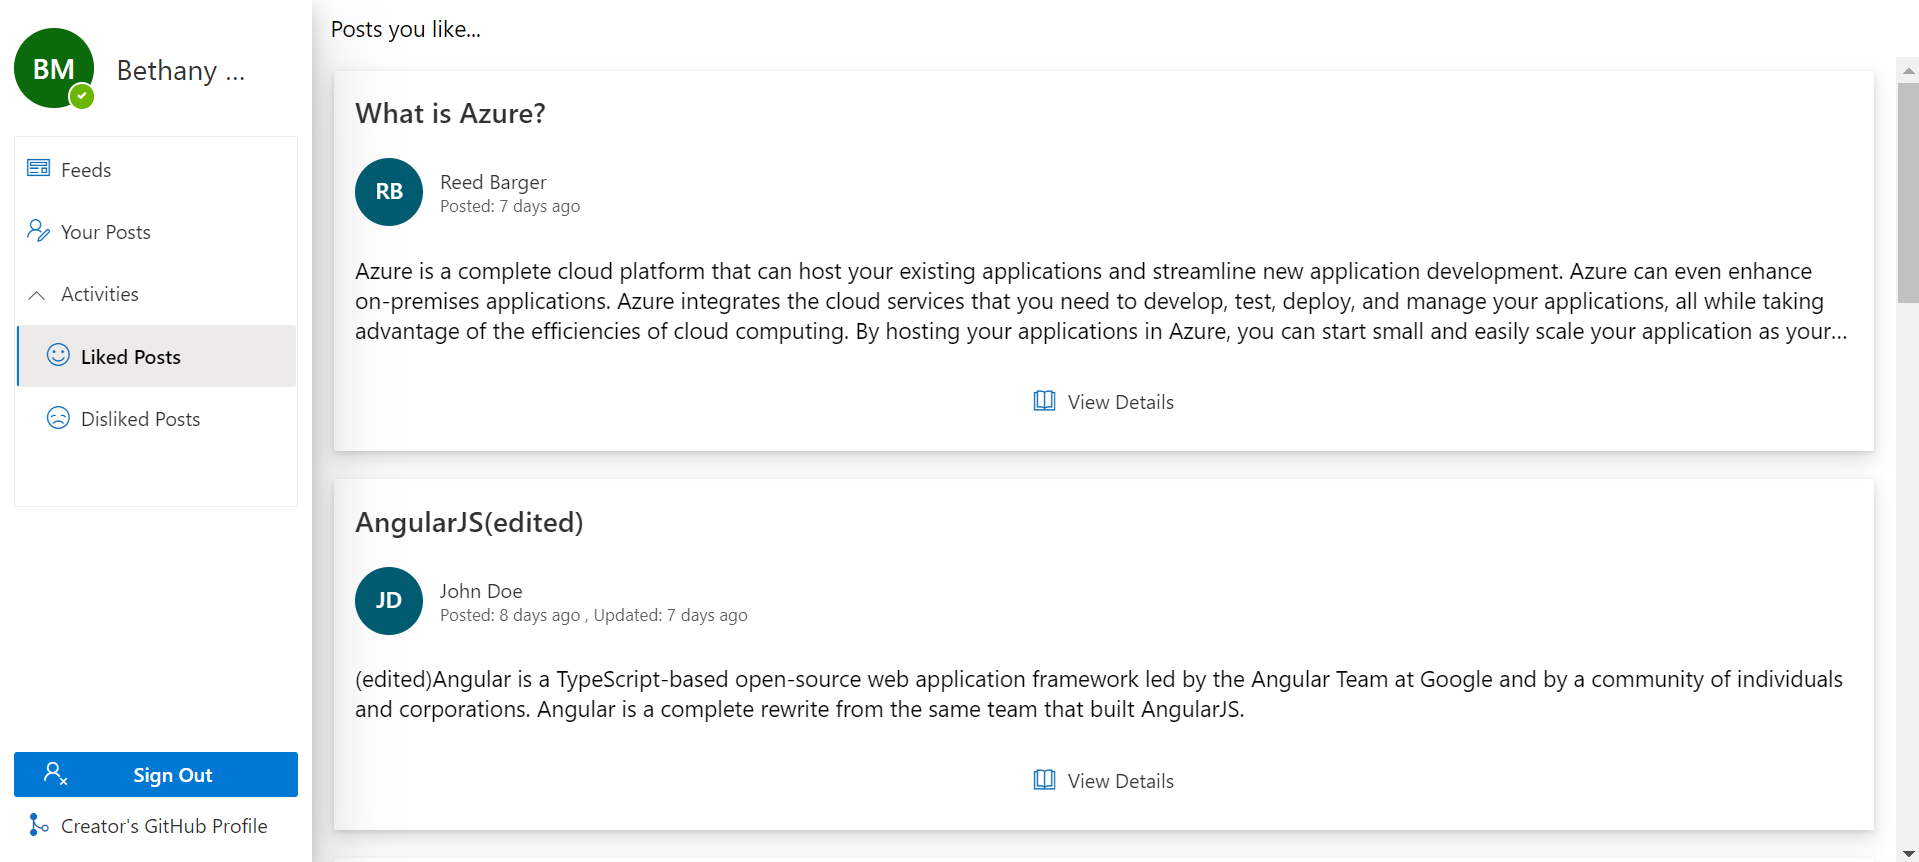 BM
Bethany ...
Feeds
Your Posts
Activities
Liked Posts
Disliked Posts
Sign Out
Creator's GitHub Profile
Posts you like...
What is Azure?
RB
Reed Barger
Posted: 7 days ago
Azure is a complete cloud platform that can host your existing applications and streamline new application development. Azure can even enhance
on-premises applications. Azure integrates the cloud services that you need to develop, test, deploy, and manage your applications, all while taking
advantage of the efficiencies of cloud computing. By hosting your applications in Azure, you can start small and easily scale your application as your...
View Details
AngularJS(edited)
JD
John Doe
Posted: 8 days ago , Updated: 7 days ago
(edited)Angular is a TypeScript-based open-source web application framework led by the Angular Team at Google and by a community of individuals
and corporations. Angular is a complete rewrite from the same team that built AngularJS.
View Details